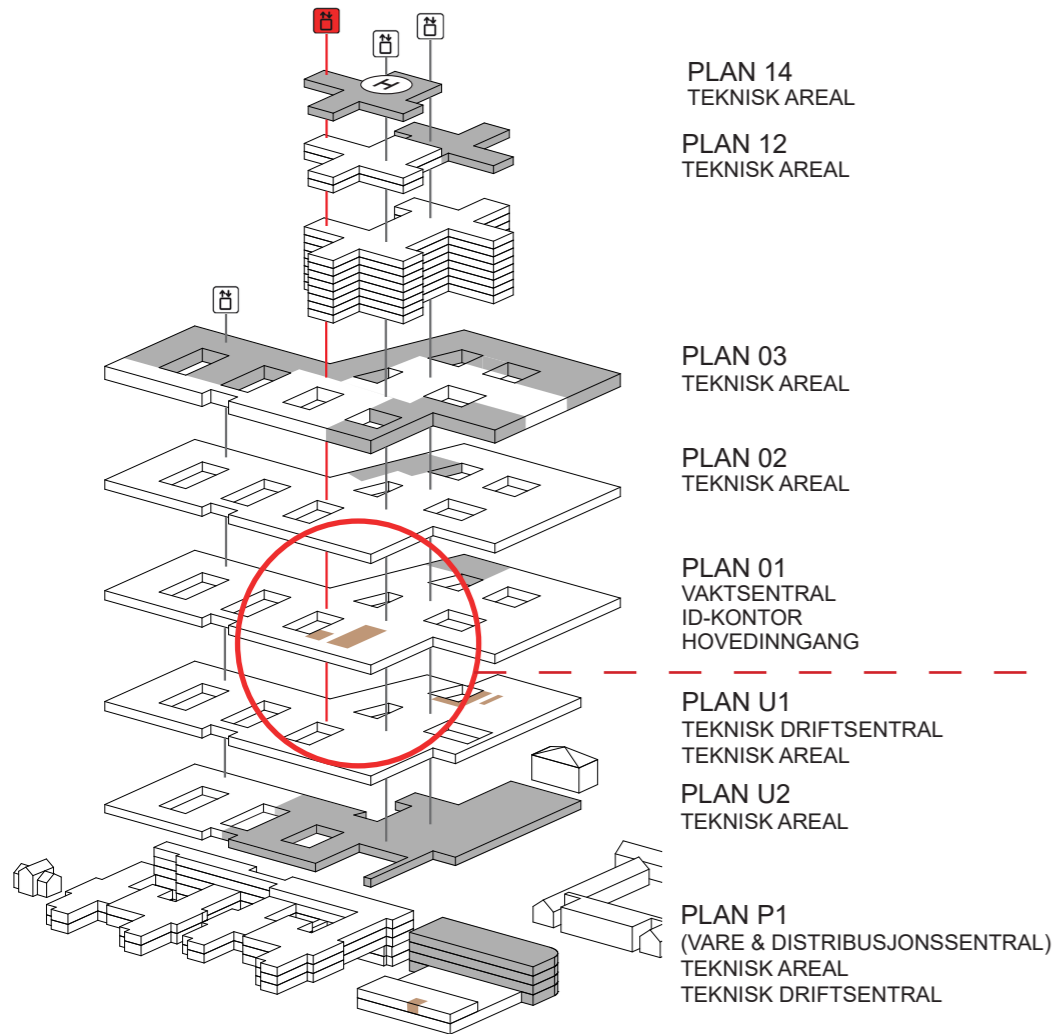 H
PLAN 14
TEKNISK AREAL
PLAN 12
TEKNISK AREAL
PLAN 03
TEKNISK AREAL
PLAN 02
TEKNISK AREAL
PLAN 01
VAKTSENTRAL
ID-KONTOR
HOVEDINNGANG
PLAN U1
TEKNISK DRIFTSENTRAL
TEKNISK AREAL
PLAN U2
TEKNISK AREAL
PLAN P1
(VARE & DISTRIBUSJONSSENTRAL)
TEKNISK AREAL
TEKNISK DRIFTSENTRAL